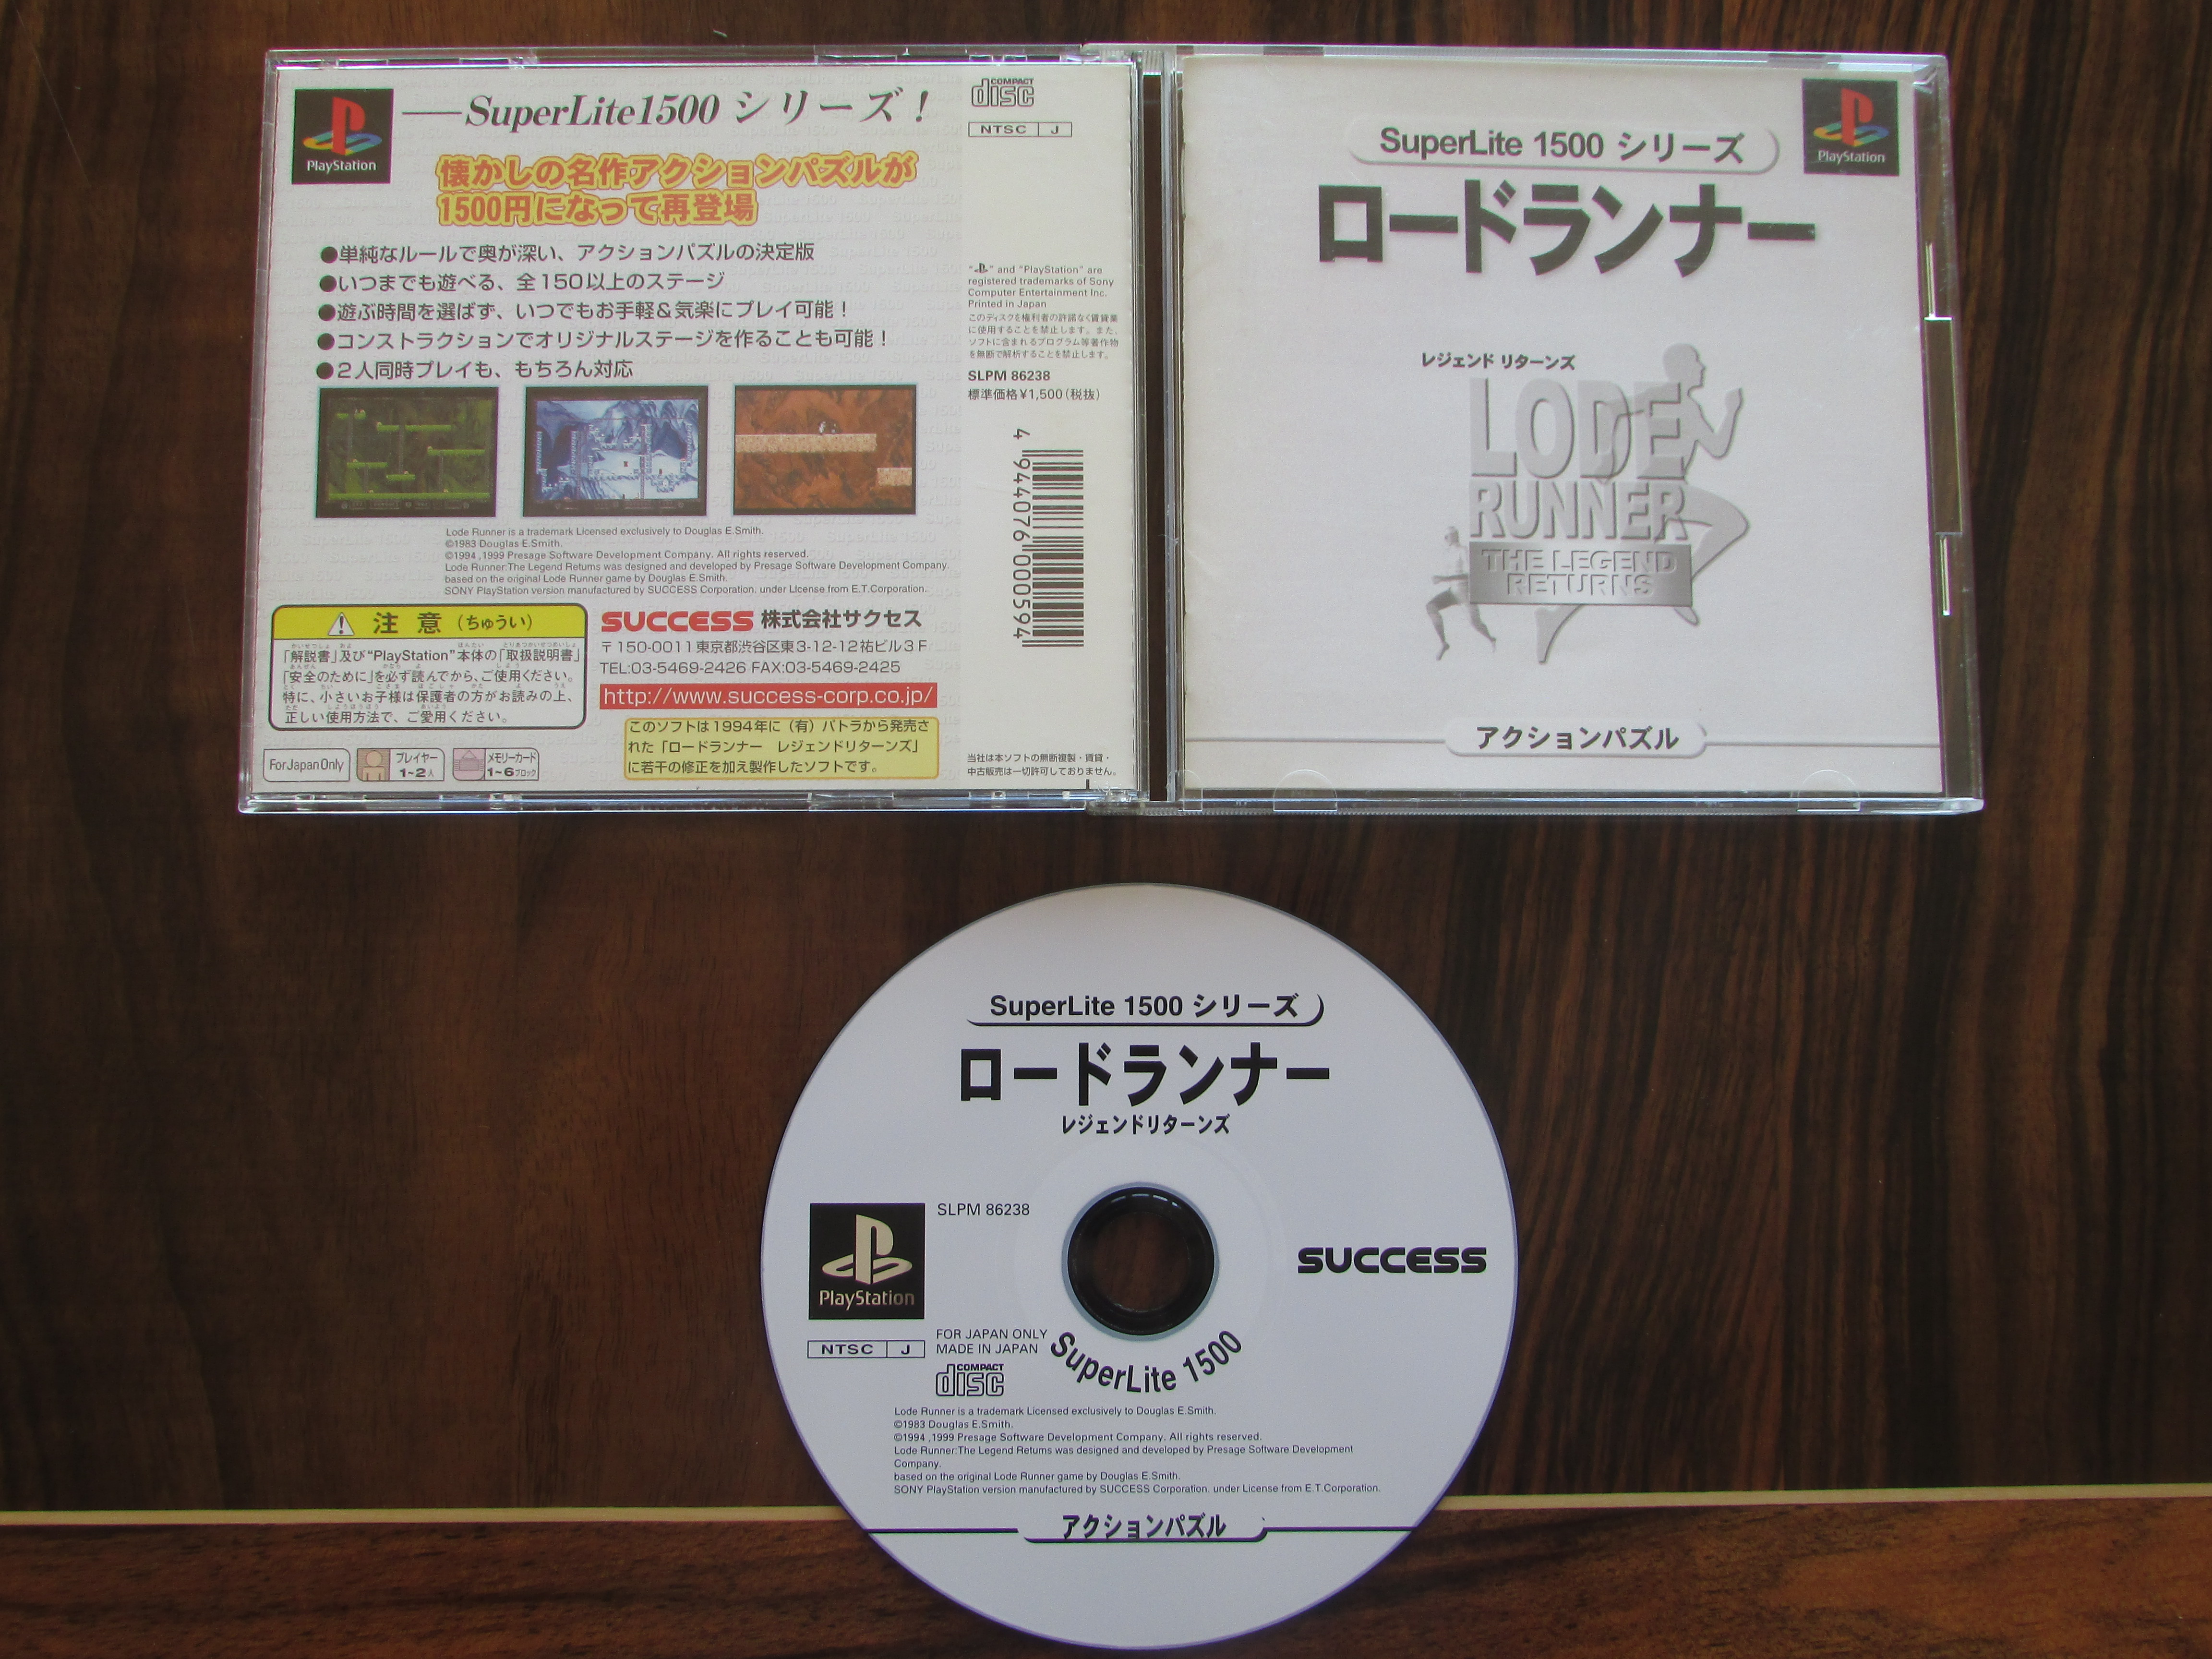 PlayStation
SuperLite1500 シリーズ！
懐かしの名作アクションパズルが
1500円になって再登場
●単純なルールで奥が深い、アクションパズルの決定版
●いつまでも遊べる、全150以上のステージ
●遊ぶ時間を選ばず、いつでもお手軽＆気楽にプレイ可能！
●コンストラクションでオリジナルステージを作ることも可能！
●2人同時プレイも、もちろん対応
Lode Runner is a trademark Licensed exclusively to Douglas E.Smith.
©1983 Douglas E.Smith.
©1994 ,1999 Presage Software Development Company. All rights reserved.
Lode Runner:The Legend Returns was designed and developed by Presage Software Development Company.
based on the original Lode Runner game by Douglas E.Smith.
SONY PlayStation version manufactured by SUCCESS Corporation. under License from E.T.Corporation.
注意（ちゅうい）
「解説書」及び“PlayStation”本体の「取扱説明書」
「安全のために」を必ず読んでから、ご使用ください。
特に、小さいお子様は保護者の方がお読みの上、
正しい使用方法で、ご愛用ください。
For Japan Only
プレイヤー
1~2人
メモリーカード
1~6ブロック
SUCCESS 株式会社サクセス
〒150-0011 東京都渋谷区東3-12-12祐ビル3F
TEL:03-5469-2426 FAX:03-5469-2425
http://www.success-corp.co.jp/
このソフトは1994年に（有）パトラから発売さ
れた「ロードランナー　レジェンドリターンズ」
に若干の修正を加え製作したソフトです。
COMPACT
disc
NTSC J
“ ” and “PlayStation” are
registered trademarks of Sony
Computer Entertainment Inc.
Printed in Japan
このディスクを権利者の許諾なく賃貸業
に使用することを禁止します。また、
ソフトに含まれるプログラム等著作物
を無断で解析することを禁止します。
SLPM 86238
標準価格￥1,500（税抜）
4 944076 000594
当社は本ソフトの無断複製・賃貸・
中古販売は一切許可しておりません。
SuperLite 1500 シリーズ
PlayStation
ロードランナー
レジェンド リターンズ
LODE
RUNNER
THE LEGEND
RETURNS
アクションパズル
SuperLite 1500 シリーズ
ロードランナー
レジェンドリターンズ
SLPM 86238
PlayStation
SUCCESS
NTSC J
FOR JAPAN ONLY
MADE IN JAPAN
COMPACT
disc
SuperLite 1500
Lode Runner is a trademark Licensed exclusively to Douglas E.Smith.
©1983 Douglas E.Smith.
©1994 ,1999 Presage Software Development Company. All rights reserved.
Lode Runner:The Legend Returns was designed and developed by Presage Software Development
Company.
based on the original Lode Runner game by Douglas E.Smith.
SONY PlayStation version manufactured by SUCCESS Corporation. under License from E.T.Corporation.
アクションパズル